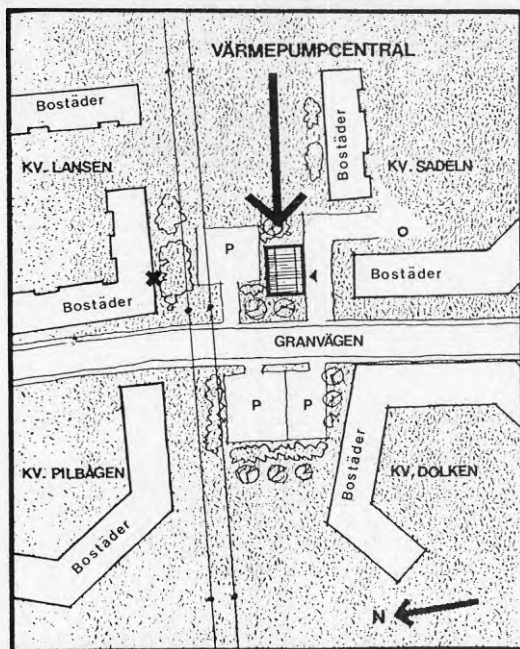 VÄRMEPUMPCENTRAL
Bostäder
Bostäder
KV. LANSEN
KV. SADELN
P
Bostäder
Bostäder
GRANVÄGEN
P
P
KV. PILBÅGEN
Bostäder
KV. DOLKEN
Bostäder
N